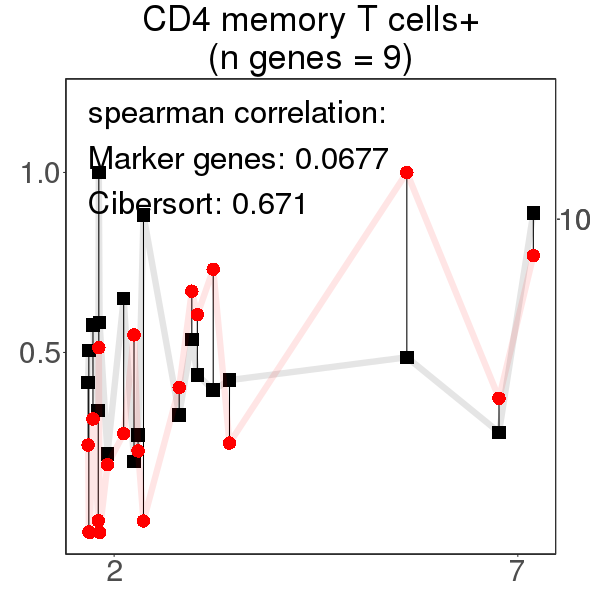 CD4 memory T cells+
(n genes = 9)
spearman correlation:
Marker genes: 0.0677
Cibersort: 0.671
1.0
0.5
10
2
7